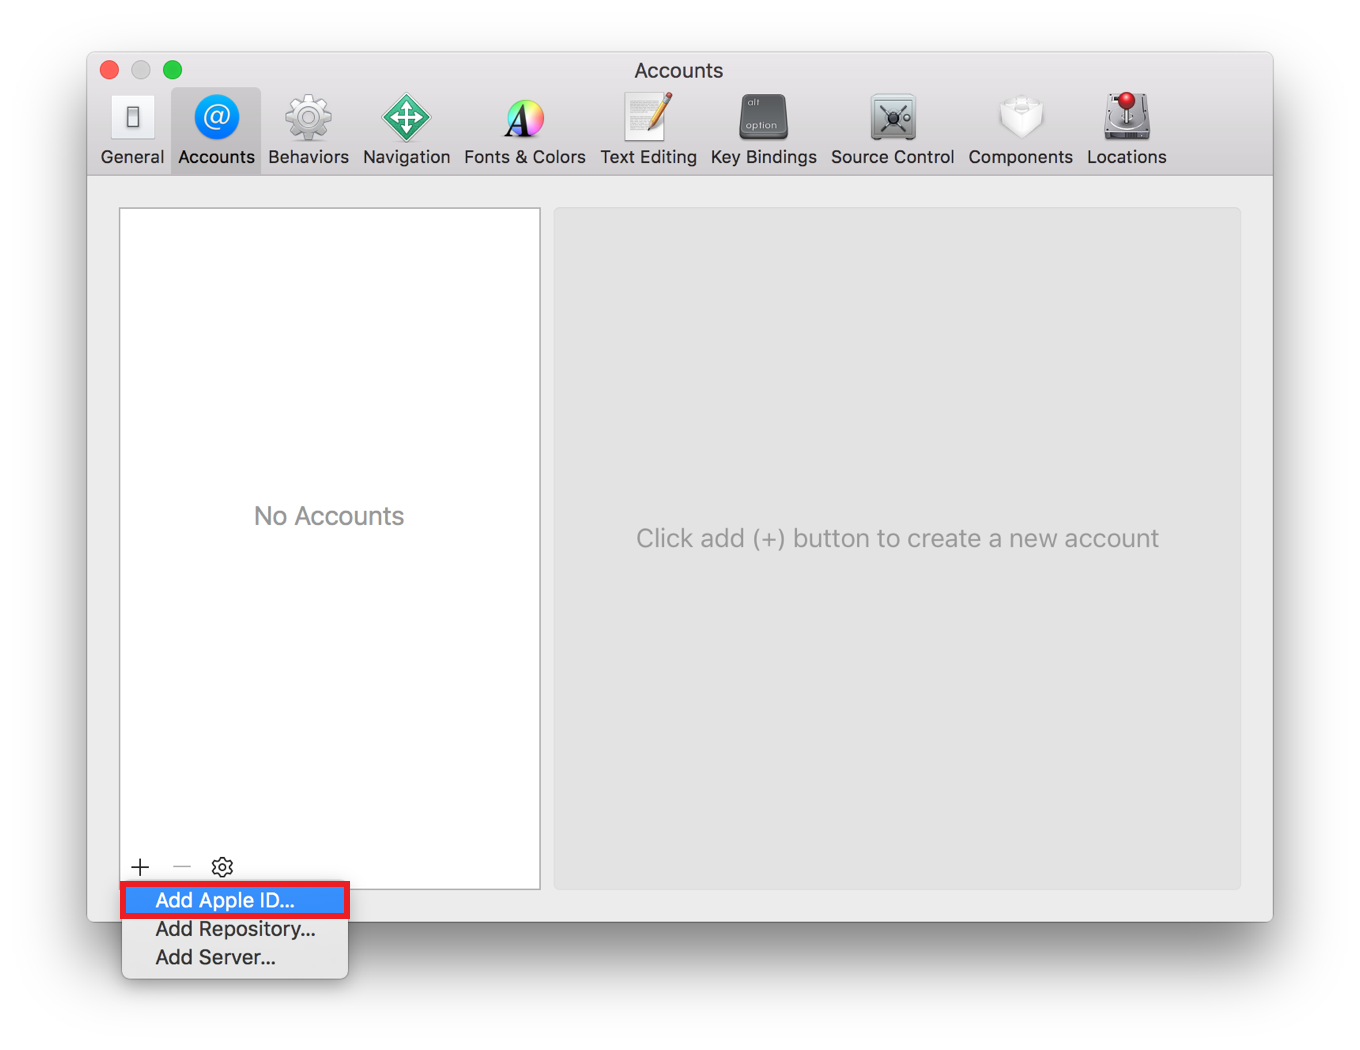 Accounts
alt
option
General Accounts Behaviors Navigation Fonts & Colors Text Editing Key Bindings Source Control Components Locations
No Accounts
Click add (+) button to create a new account
Add Apple ID...
Add Repository...
Add Server...